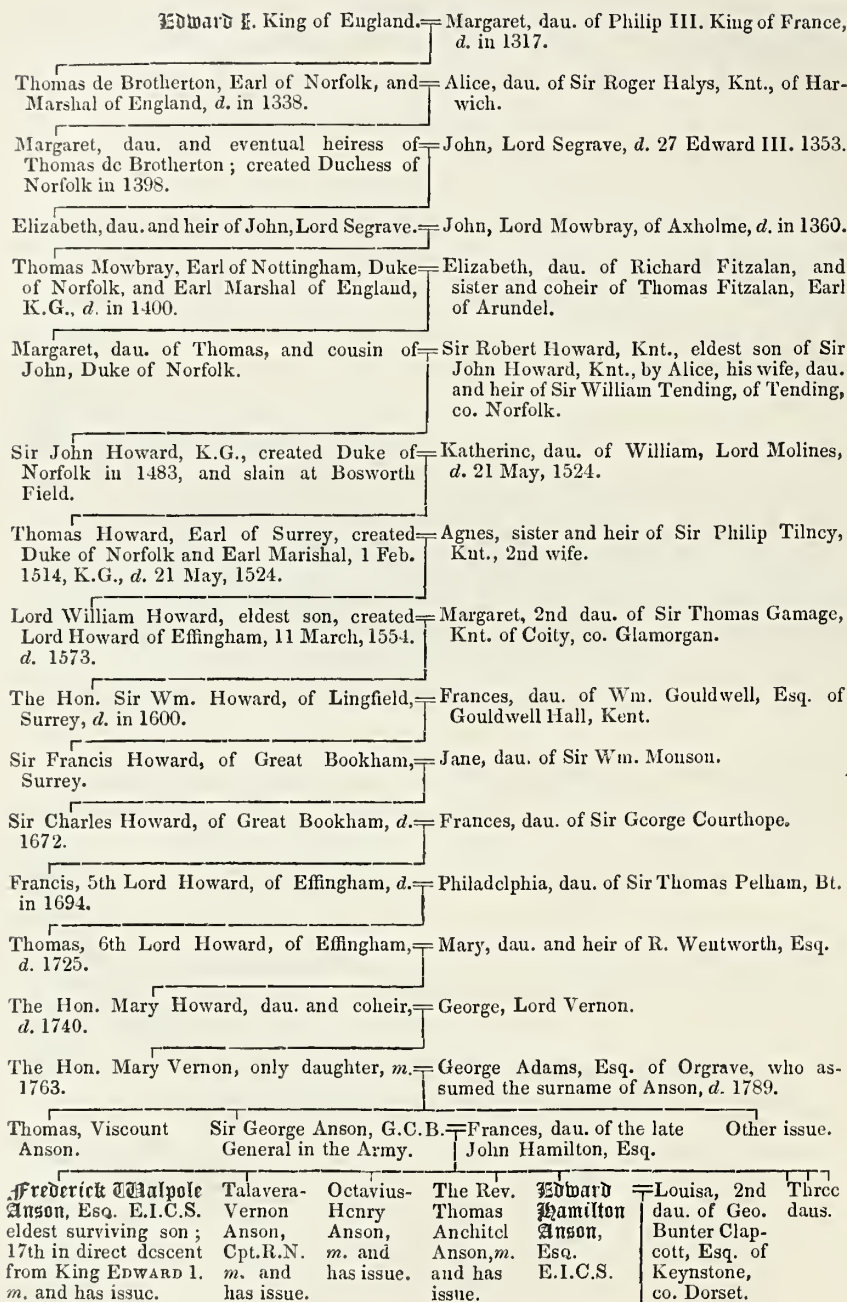 Edward I. King of England. = Margaret, dau. of Philip III. King of France,
d. in 1317.
Thomas de Brotherton, Earl of Norfolk, and = Alice, dau. of Sir Roger Halys, Knt., of Har-
Marshal of England, d. in 1338. wich.
Margaret, dau. and eventual heiress of = John, Lord Segrave, d. 27 Edward III. 1353.
Thomas de Brotherton; created Duchess of
Norfolk in 1398.
Elizabeth, dau. and heir of John, Lord Segrave. = John, Lord Mowbray, of Axholme, d. in 1360.
Thomas Mowbray, Earl of Nottingham, Duke = Elizabeth, dau. of Richard Fitzalan, and
of Norfolk, and Earl Marshal of England, sister and coheir of Thomas Fitzalan, Earl
K.G., d. in 1400. of Arundel.
Margaret, dau. of Thomas, and cousin of = Sir Robert Howard, Knt., eldest son of Sir
John, Duke of Norfolk. John Howard, Knt., by Alice, his wife, dau.
and heir of Sir William Tending, of Tending,
co. Norfolk.
Sir John Howard, K.G., created Duke of = Katherine, dau. of William, Lord Molines,
Norfolk in 1483, and slain at Bosworth d. 21 May, 1524.
Field.
Thomas Howard, Earl of Surrey, created = Agnes, sister and heir of Sir Philip Tilney,
Duke of Norfolk and Earl Marishal, 1 Feb. Knt., 2nd wife.
1514, K.G., d. 21 May, 1524.
Lord William Howard, eldest son, created = Margaret, 2nd dau. of Sir Thomas Gamage,
Lord Howard of Effingham, 11 March, 1554. Knt. of Coity, co. Glamorgan.
d. 1573.
The Hon. Sir Wm. Howard, of Lingfield, = Frances, dau. of Wm. Gouldwell, Esq. of
Surrey, d. in 1600. Gouldwell Hall, Kent.
Sir Francis Howard, of Great Bookham, = Jane, dau. of Sir Wm. Monson.
Surrey.
Sir Charles Howard, of Great Bookham, d. = Frances, dau. of Sir George Courthope.
1672.
Francis, 5th Lord Howard, of Effingham, d. = Philadelphia, dau. of Sir Thomas Pelham, Bt.
in 1694.
Thomas, 6th Lord Howard, of Effingham, = Mary, dau. and heir of R. Wentworth, Esq.
d. 1725.
The Hon. Mary Howard, dau. and coheir, = George, Lord Vernon.
d. 1740.
The Hon. Mary Vernon, only daughter, m. = George Adams, Esq. of Orgrave, who as-
1763. sumed the surname of Anson, d. 1789.
Thomas, Viscount Sir George Anson, G.C.B. = Frances, dau. of the late Other issue.
Anson. General in the Army. John Hamilton, Esq.
Frederick Walpole Talavera- Octavius- The Rev. Edward = Louisa, 2nd Three
Anson, Esq. E.I.C.S. Vernon Henry Thomas Hamilton dau. of Geo. daus.
eldest surviving son; Anson, Anson, Anchitel Anson, Bunter Clap-
17th in direct descent Cpt.R.N. m. and Anson, m. Esq. cott, Esq. of
from King EDWARD I. m. and has issue. and has E.I.C.S. Keynstone,
m. and has issue. has issue. issue. co. Dorset.